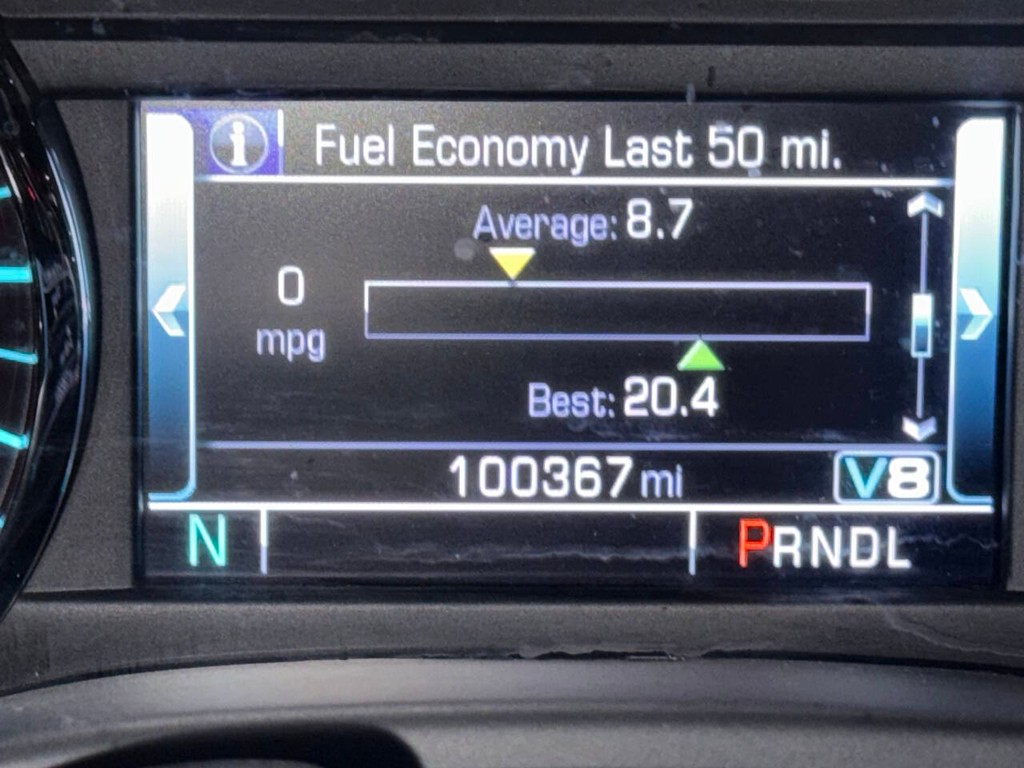 i Fuel Economy Last 50 mi.
Average: 8.7
0
mpg
Best: 20.4
100367 mi V8
N PRNDL